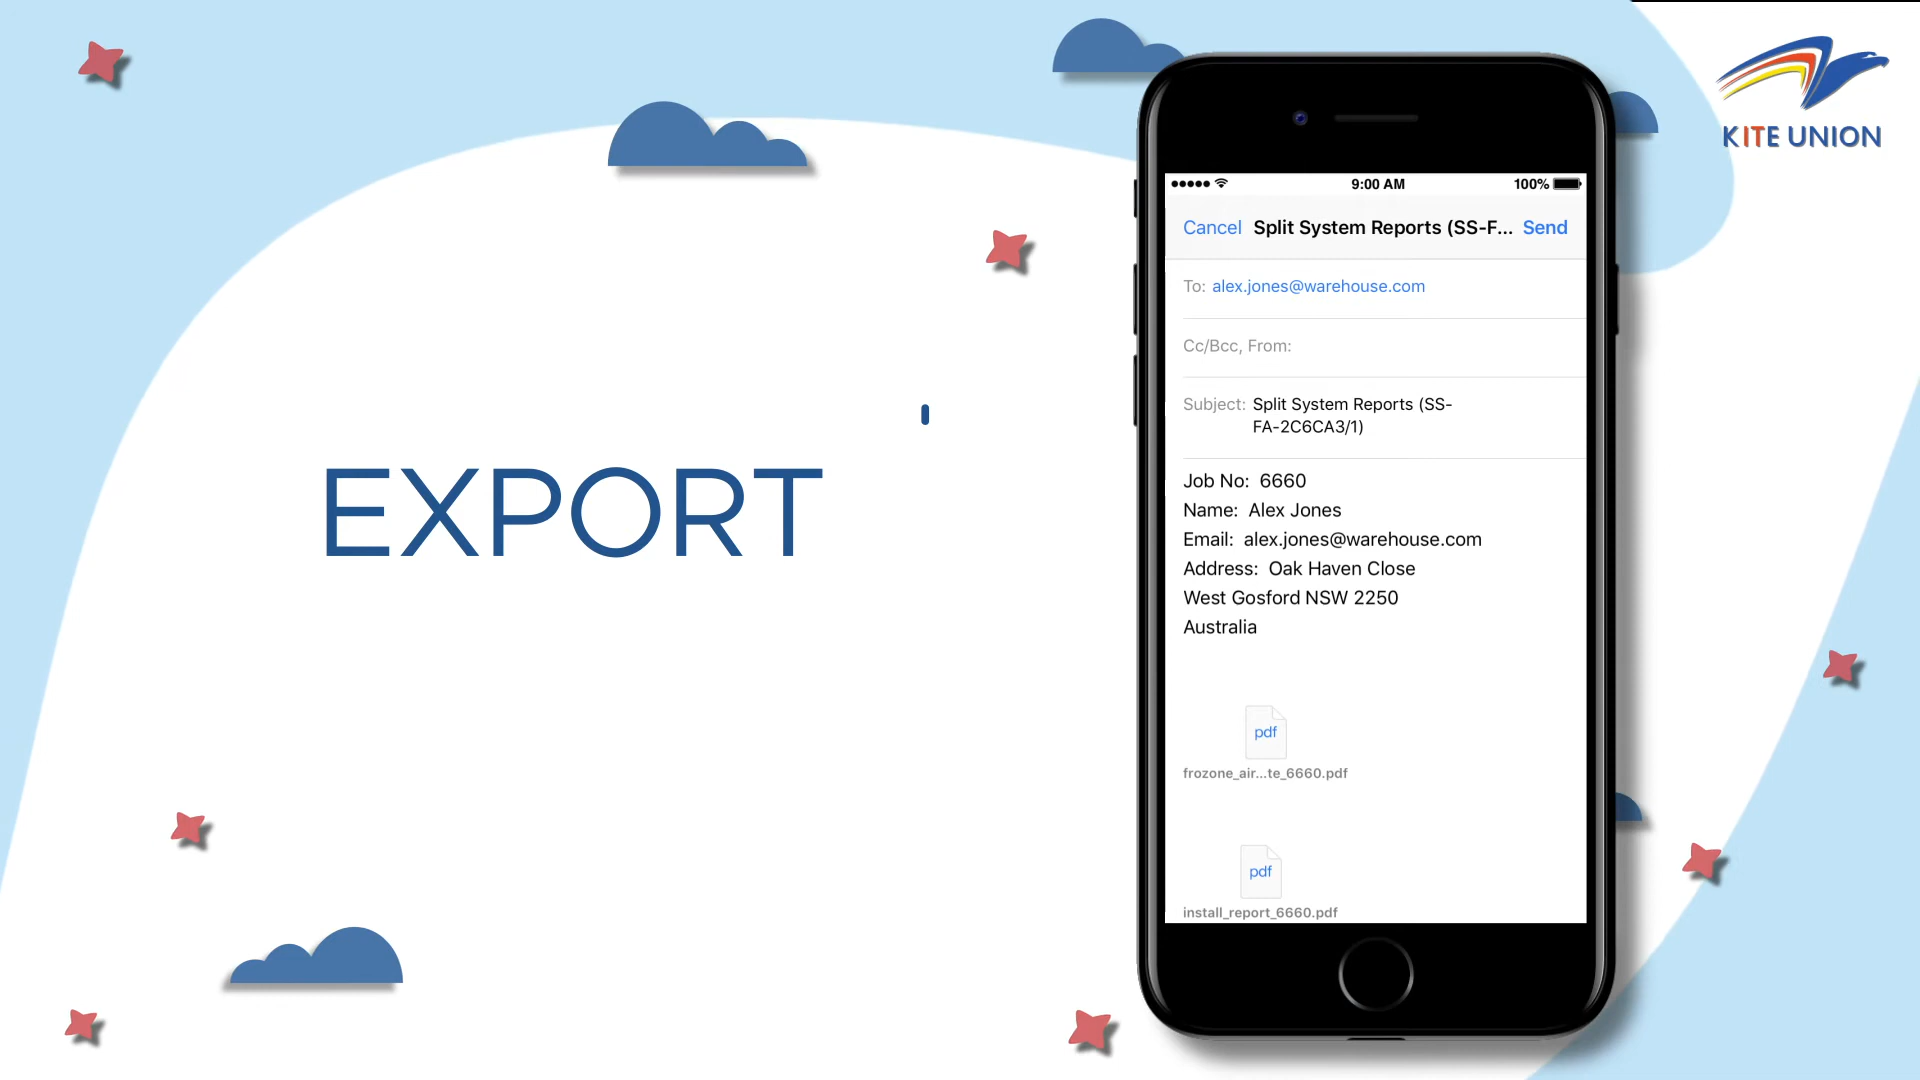 KITE UNION
EXPORT
9:00 AM
100%
Cancel Split System Reports (SS-F... Send
To: alex.jones@warehouse.com
Cc/Bcc, From:
Subject: Split System Reports (SS-
FA-2C6CA3/1)
Job No: 6660
Name: Alex Jones
Email: alex.jones@warehouse.com
Address: Oak Haven Close
West Gosford NSW 2250
Australia
pdf
frozone_air...te_6660.pdf
pdf
install_report_6660.pdf